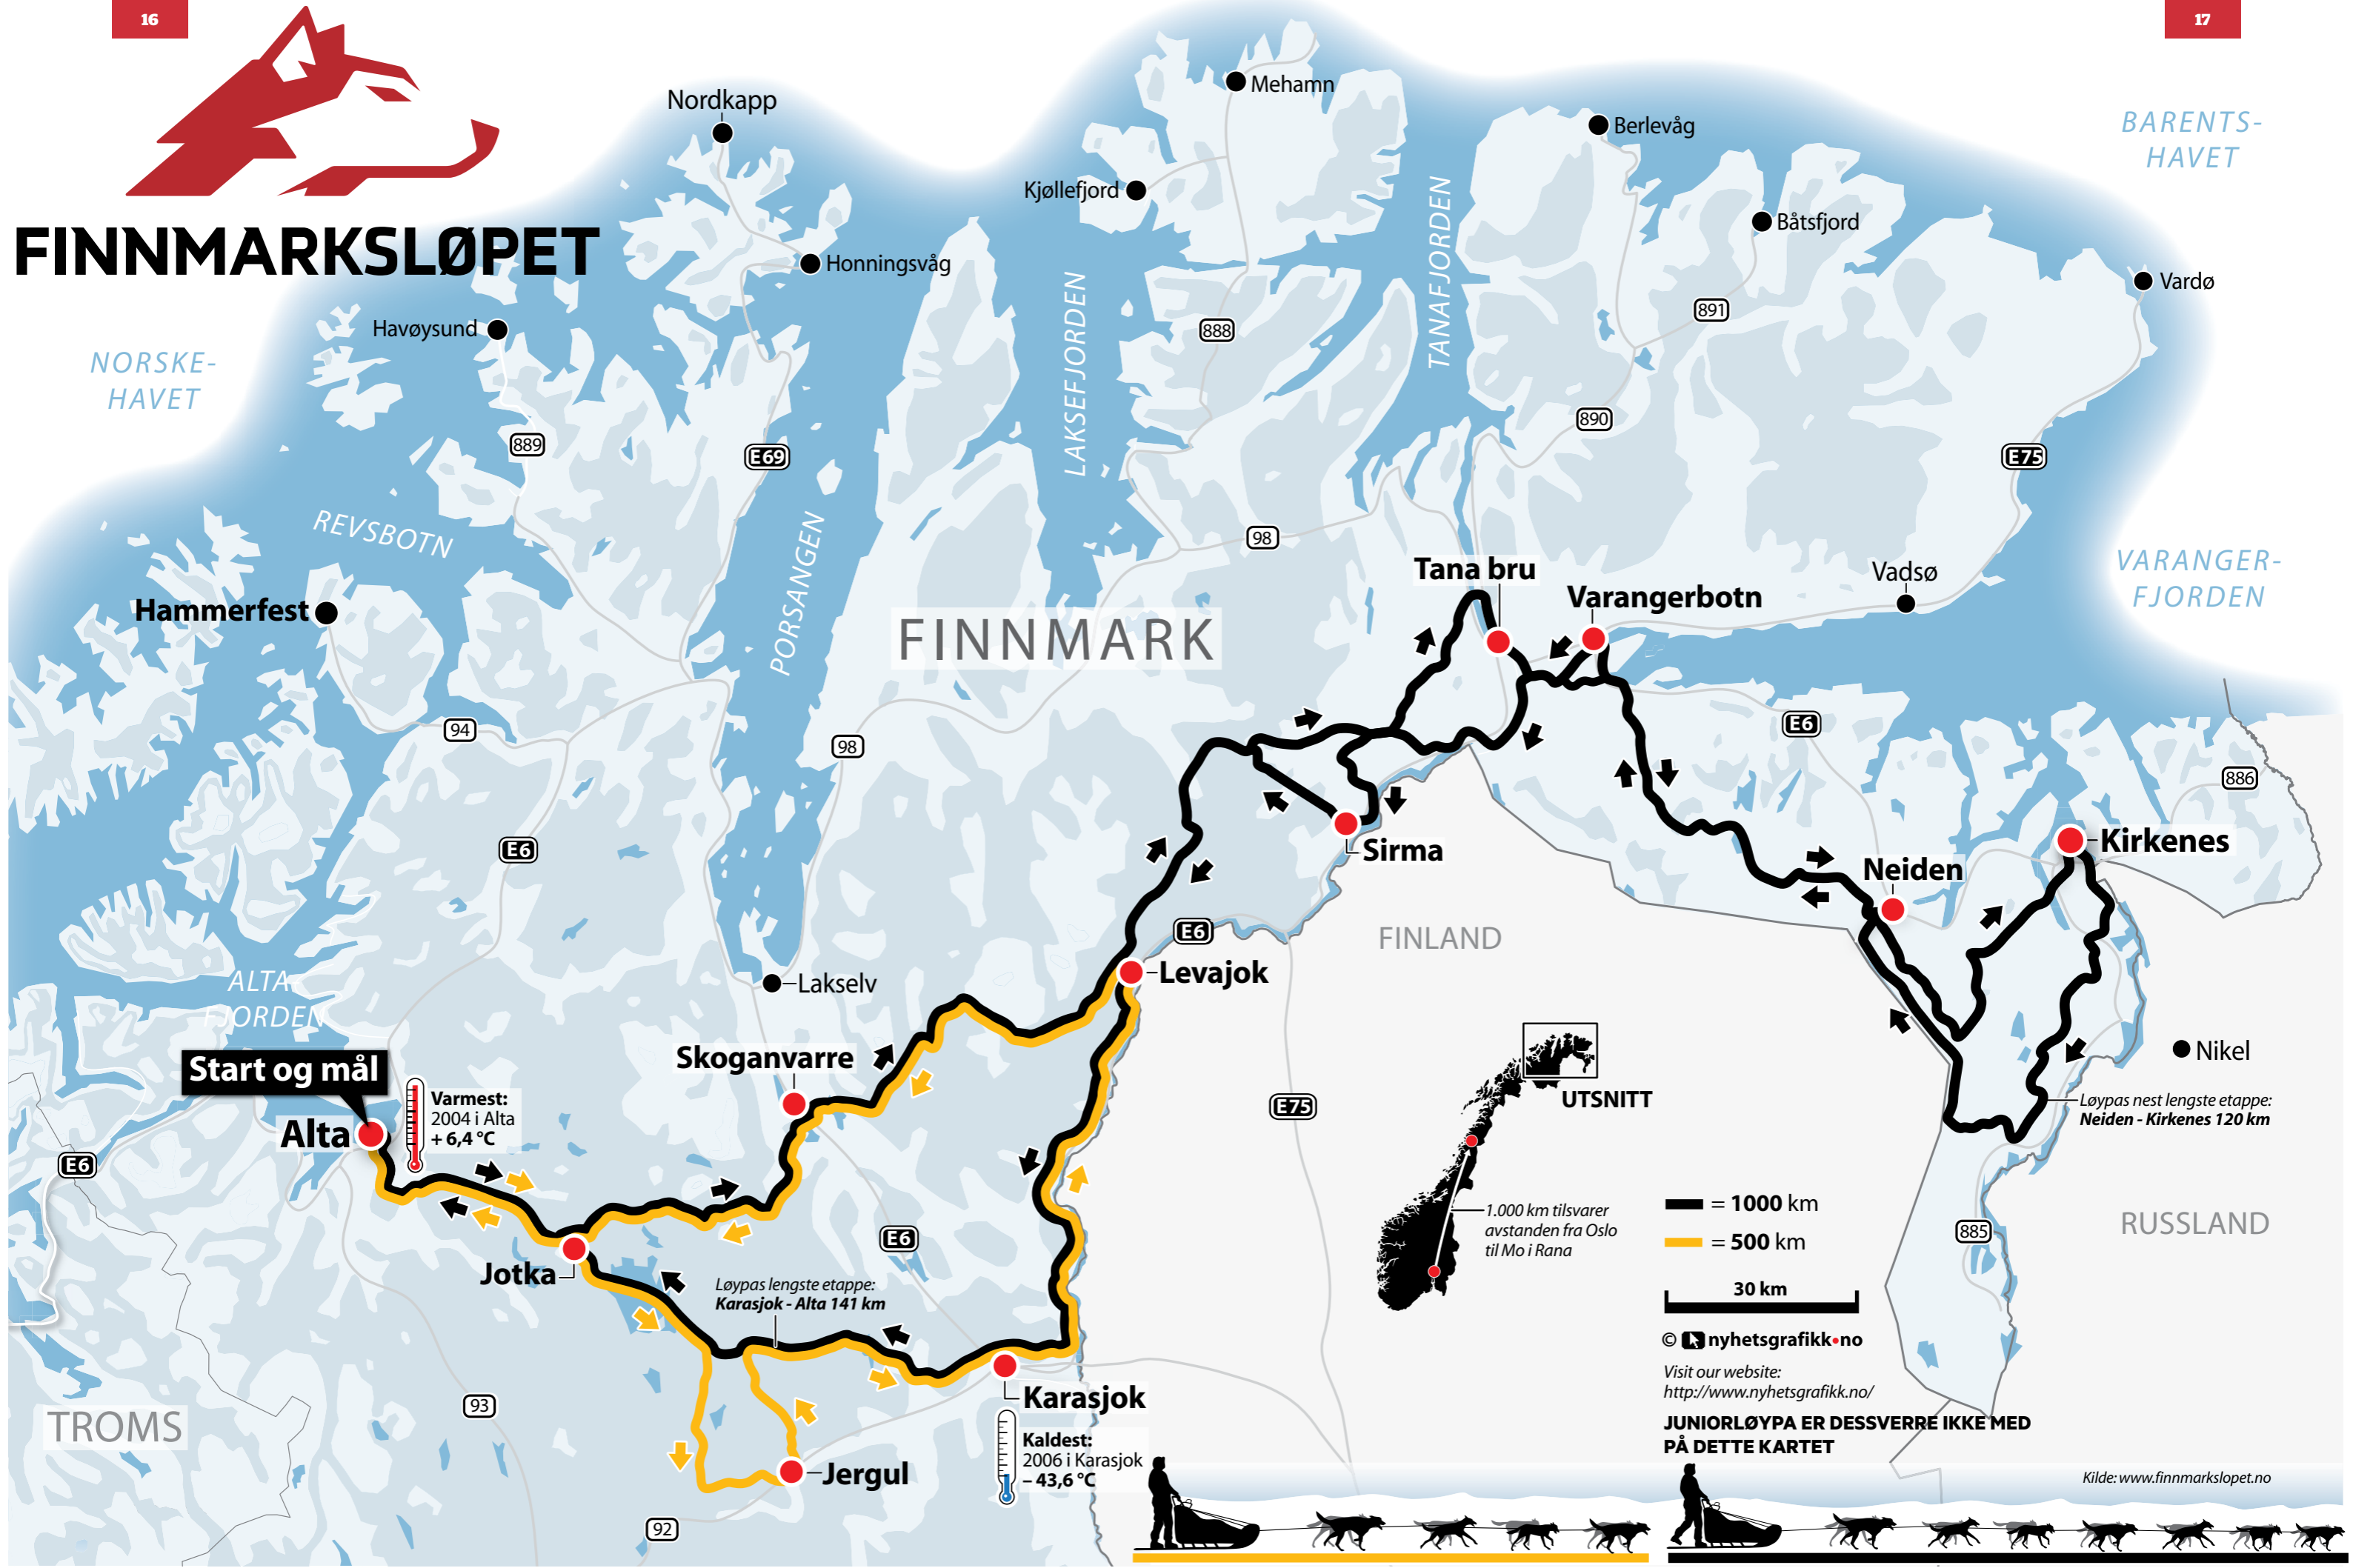 16
17
FINNMARKSLØPET
Nordkapp
Mehamn
Berlevåg
BARENTS-
HAVET
Kjøllefjord
Båtsfjord
Honningsvåg
Vardø
Havøysund
NORSKE-
HAVET
LAKSEFJORDEN
TANAFJORDEN
888
891
890
889
E69
E75
REVSBOTN
PORSANGEN
98
Tana bru
Varangerbotn
Vadsø
VARANGER-
FJORDEN
Hammerfest
FINNMARK
94
98
E6
886
E6
Sirma
Kirkenes
Neiden
E6
FINLAND
Levajok
Lakselv
ALTA-
FJORDEN
Start og mål
Skoganvarre
Nikel
UTSNITT
Varmest:
2004 i Alta
+ 6,4 °C
Alta
E75
Løypas nest lengste etappe:
Neiden - Kirkenes 120 km
E6
1.000 km tilsvarer
avstanden fra Oslo
til Mo i Rana
= 1000 km
= 500 km
885
RUSSLAND
E6
Jotka
Løypas lengste etappe:
Karasjok - Alta 141 km
30 km
© nyhetsgrafikk•no
Visit our website:
http://www.nyhetsgrafikk.no/
JUNIORLØYPA ER DESSVERRE IKKE MED
PÅ DETTE KARTET
93
TROMS
Karasjok
Kaldest:
2006 i Karasjok
– 43,6 °C
Jergul
92
Kilde: www.finnmarkslopet.no